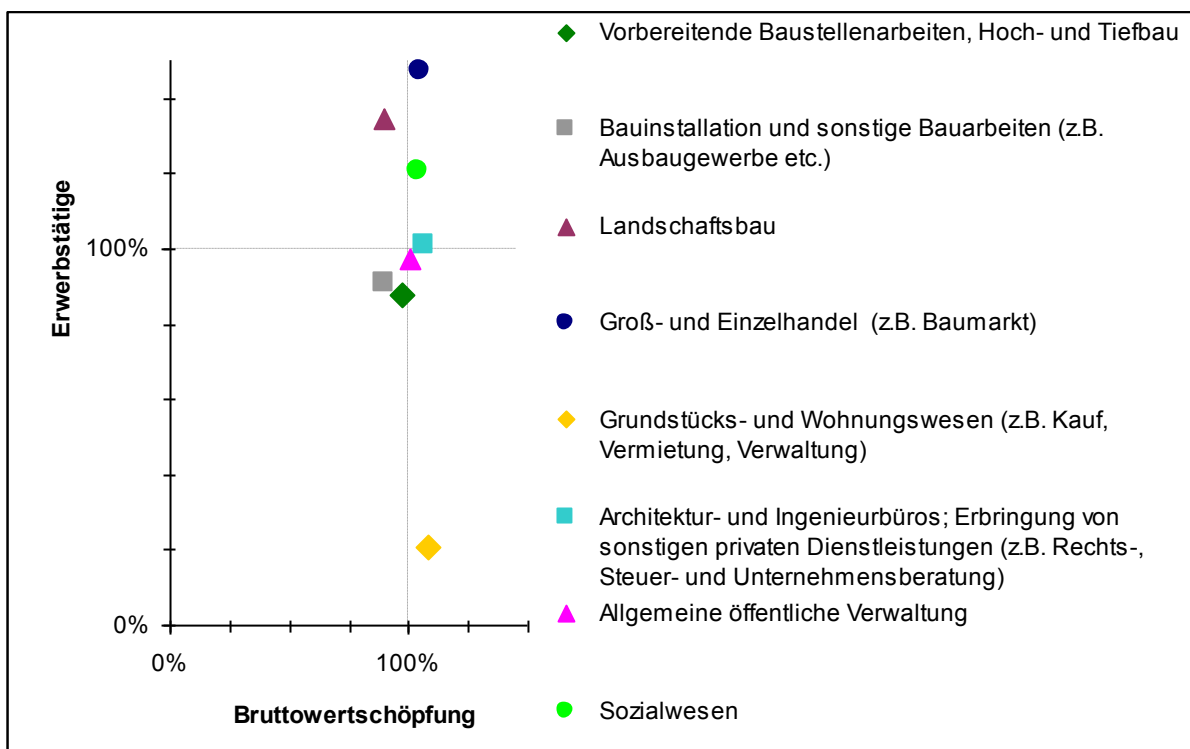 Erwerbstätige
100%
0%
0%
100%
Bruttowertschöpfung
Vorbereitende Baustellenarbeiten, Hoch- und Tiefbau
Bauinstallation und sonstige Bauarbeiten (z.B.
Ausbaugewerbe etc.)
Landschaftsbau
Groß- und Einzelhandel (z.B. Baumarkt)
Grundstücks- und Wohnungswesen (z.B. Kauf,
Vermietung, Verwaltung)
Architektur- und Ingenieurbüros; Erbringung von
sonstigen privaten Dienstleistungen (z.B. Rechts-,
Steuer- und Unternehmensberatung)
Allgemeine öffentliche Verwaltung
Sozialwesen